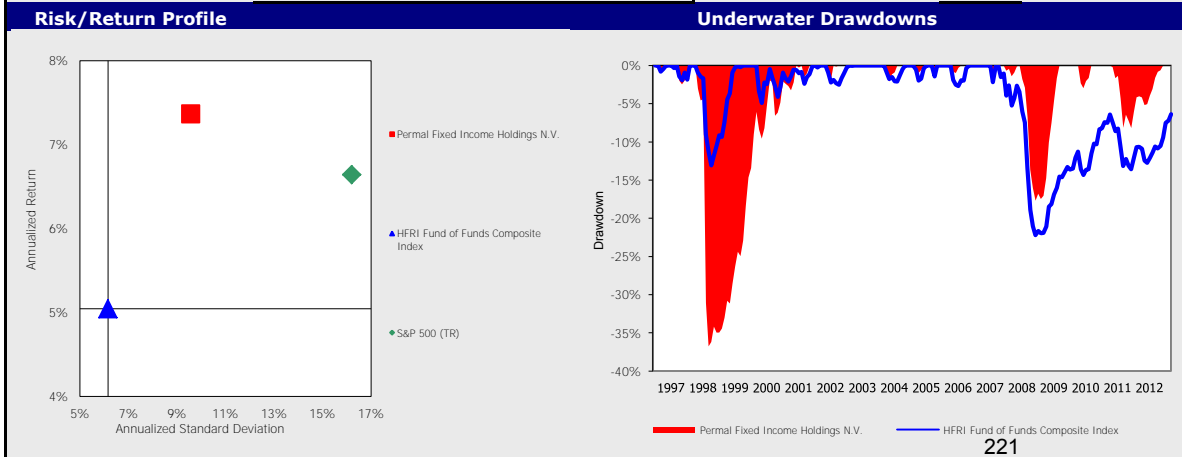 Risk/Return Profile
Underwater Drawdowns
8%
7%
6%
5%
4%
Annualized Return
5%
7%
9%
11%
13%
15%
17%
Annualized Standard Deviation
Permal Fixed Income Holdings N.V.
HFRI Fund of Funds Composite
Index
S&P 500 (TR)
0%
-5%
-10%
-15%
-20%
-25%
-30%
-35%
-40%
Drawdown
1997 1998 1999 2000 2001 2002 2003 2004 2005 2006 2007 2008 2009 2010 2011 2012
Permal Fixed Income Holdings N.V.
HFRI Fund of Funds Composite Index
221